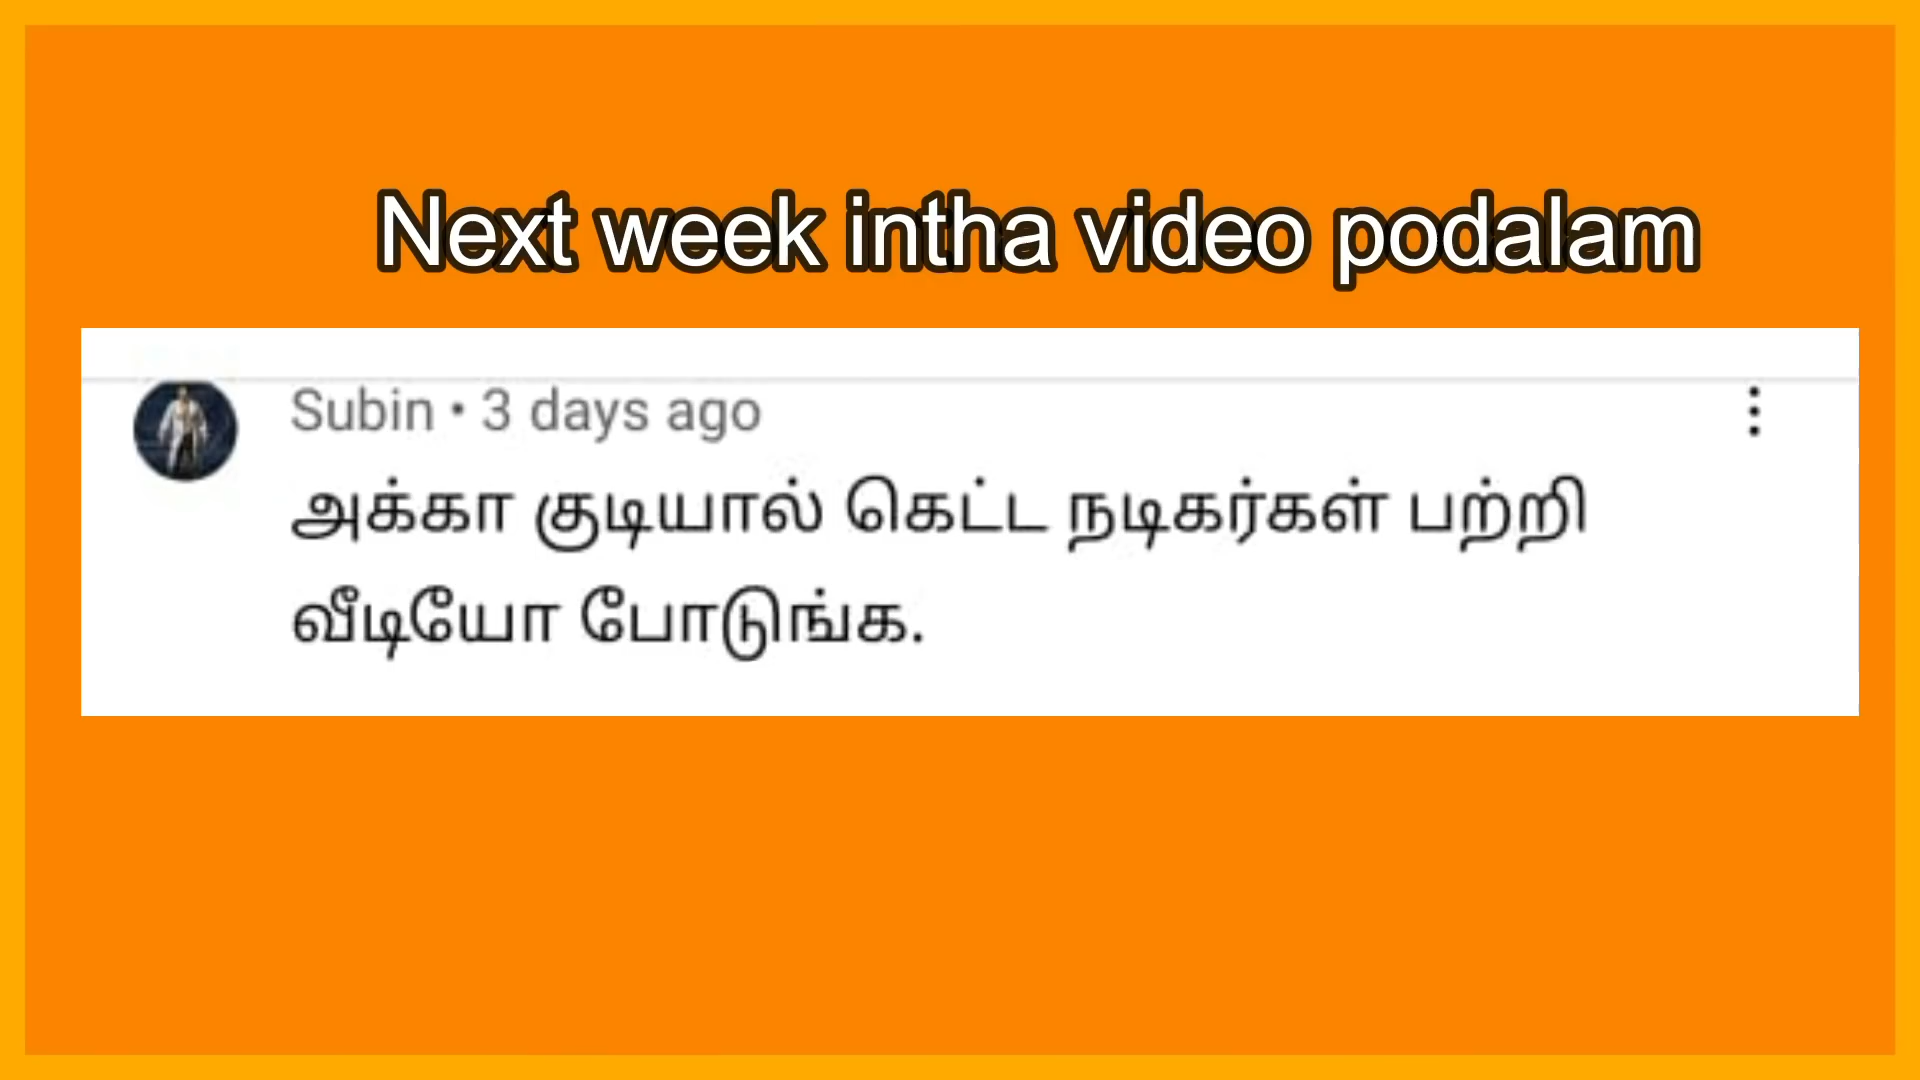 Next week intha video podalam
Subin • 3 days ago
அக்கா குடியால் கெட்ட நடிகர்கள் பற்றி
வீடியோ போடுங்க.